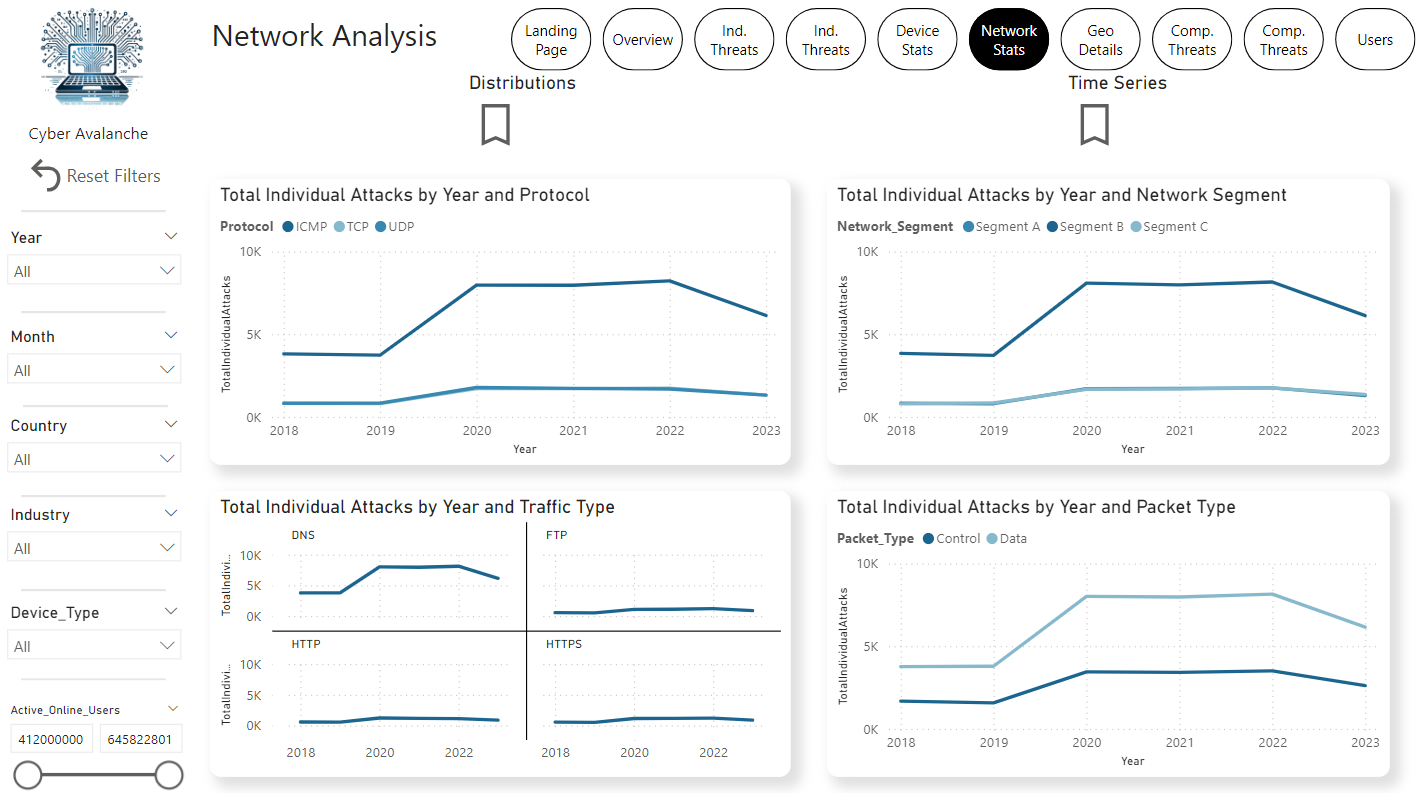 Network Analysis
Landing
Page
Overview
Ind.
Threats
Ind.
Threats
Device
Stats
Network
Stats
Geo
Details
Comp.
Threats
Comp.
Threats
Users
Distributions
Time Series
Cyber Avalanche
Reset Filters
Year
All
Month
All
Country
All
Industry
All
Device_Type
All
Active_Online_Users
412000000 645822801
Total Individual Attacks by Year and Protocol
Protocol ICMP TCP UDP
TotalIndividualAttacks
10K
5K
0K
2018 2019 2020 2021 2022 2023
Year
Total Individual Attacks by Year and Network Segment
Network_Segment Segment A Segment B Segment C
TotalIndividualAttacks
10K
5K
0K
2018 2019 2020 2021 2022 2023
Year
Total Individual Attacks by Year and Traffic Type
DNS FTP
TotalIndivi...
10K
5K
0K
HTTP HTTPS
TotalIndivi...
10K
5K
0K
2018 2020 2022 2018 2020 2022
Total Individual Attacks by Year and Packet Type
Packet_Type Control Data
TotalIndividualAttacks
10K
5K
0K
2018 2019 2020 2021 2022 2023
Year